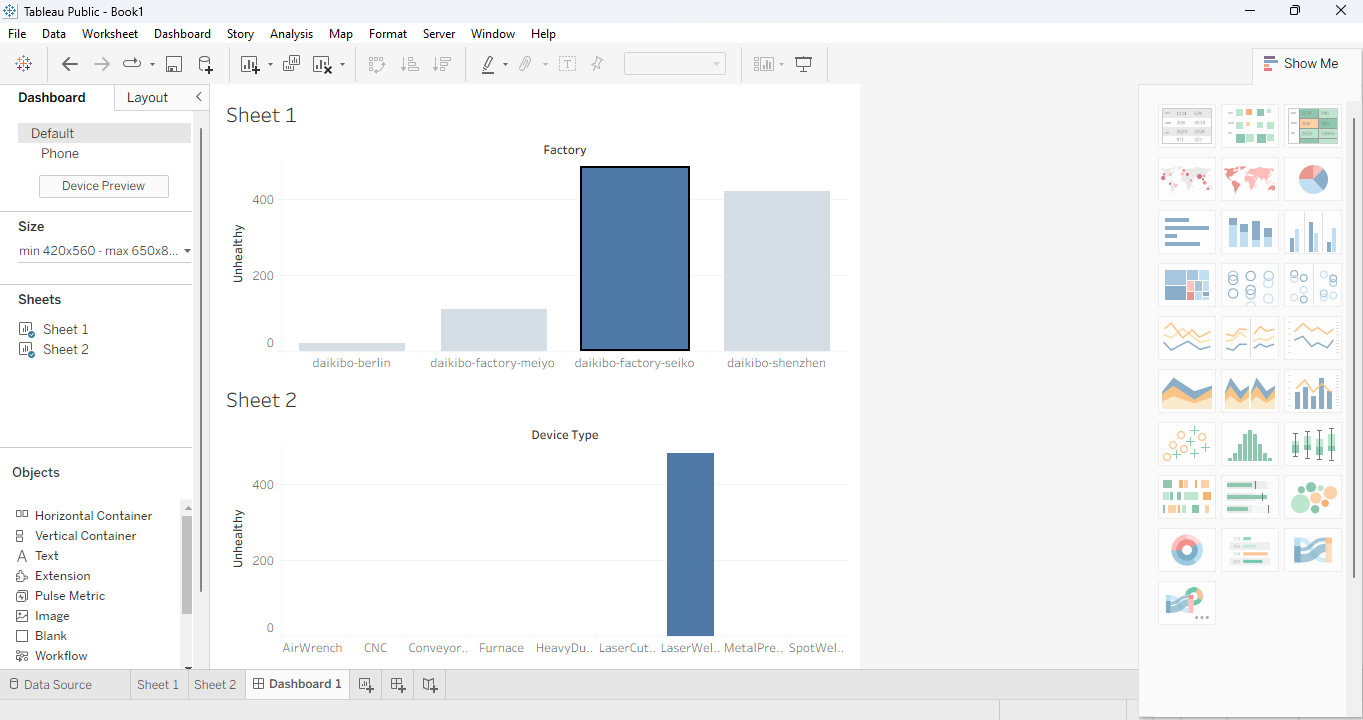 Tableau Public - Book1
File Data Worksheet Dashboard Story Analysis Map Format Server Window Help
Show Me
Dashboard Layout
Default
Phone
Device Preview
Size
min 420x560 - max 650x8...
Sheets
Sheet 1
Sheet 2
Objects
Horizontal Container
Vertical Container
Text
Extension
Pulse Metric
Image
Blank
Workflow
Sheet 1
Factory
Unhealthy
400
200
0
daikibo-berlin daikibo-factory-meiyo daikibo-factory-seiko daikibo-shenzhen
Sheet 2
Device Type
Unhealthy
400
200
0
AirWrench CNC Conveyor.. Furnace HeavyDu.. LaserCut.. LaserWel.. MetalPre.. SpotWel..
Data Source Sheet 1 Sheet 2 Dashboard 1